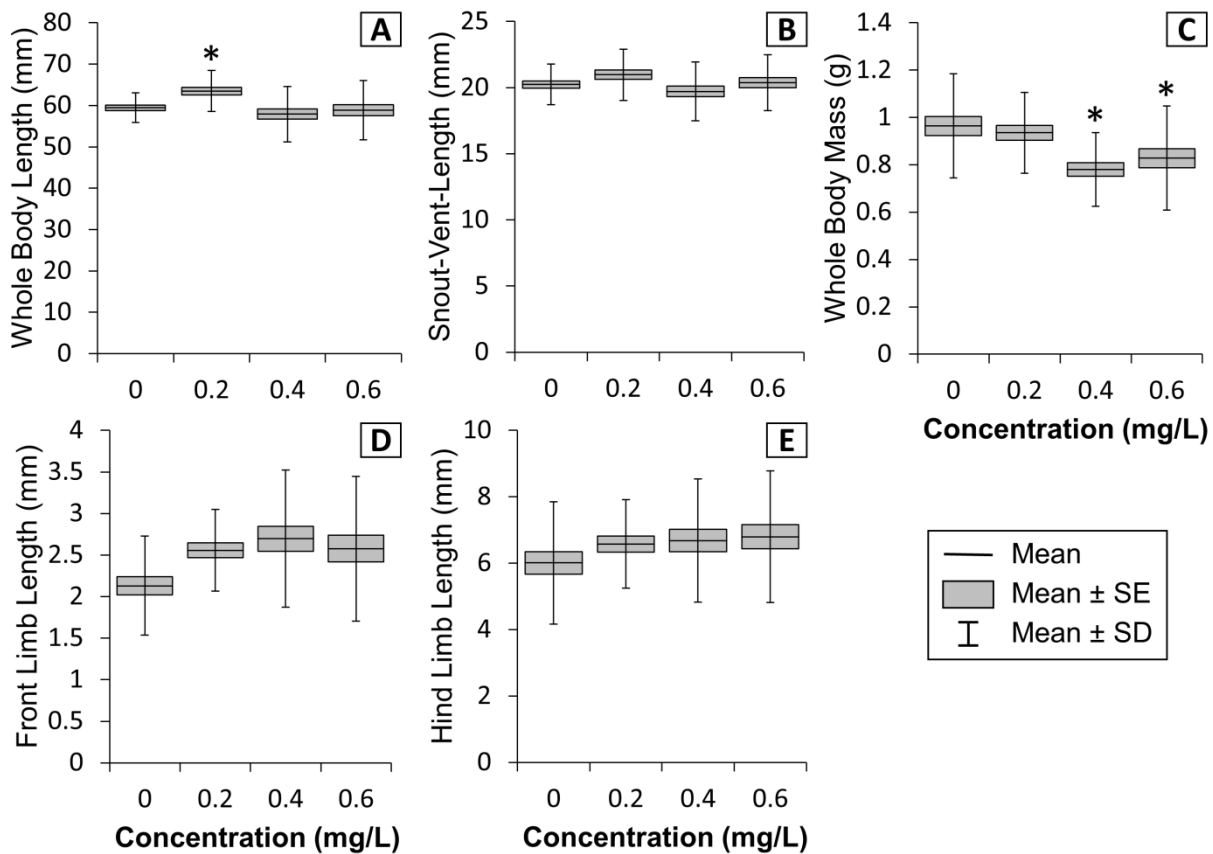 A
Whole Body Length (mm)
80
70
60
50
40
30
20
10
0
*
0 0.2 0.4 0.6
B
Snout-Vent-Length (mm)
25
20
15
10
5
0
0 0.2 0.4 0.6
C
Whole Body Mass (g)
1.4
1.2
1
0.8
0.6
0.4
0.2
0
*
*
0 0.2 0.4 0.6
Concentration (mg/L)
D
Front Limb Length (mm)
4
3.5
3
2.5
2
1.5
1
0.5
0
0 0.2 0.4 0.6
Concentration (mg/L)
E
Hind Limb Length (mm)
10
8
6
4
2
0
0 0.2 0.4 0.6
Concentration (mg/L)
Mean
Mean ± SE
Mean ± SD